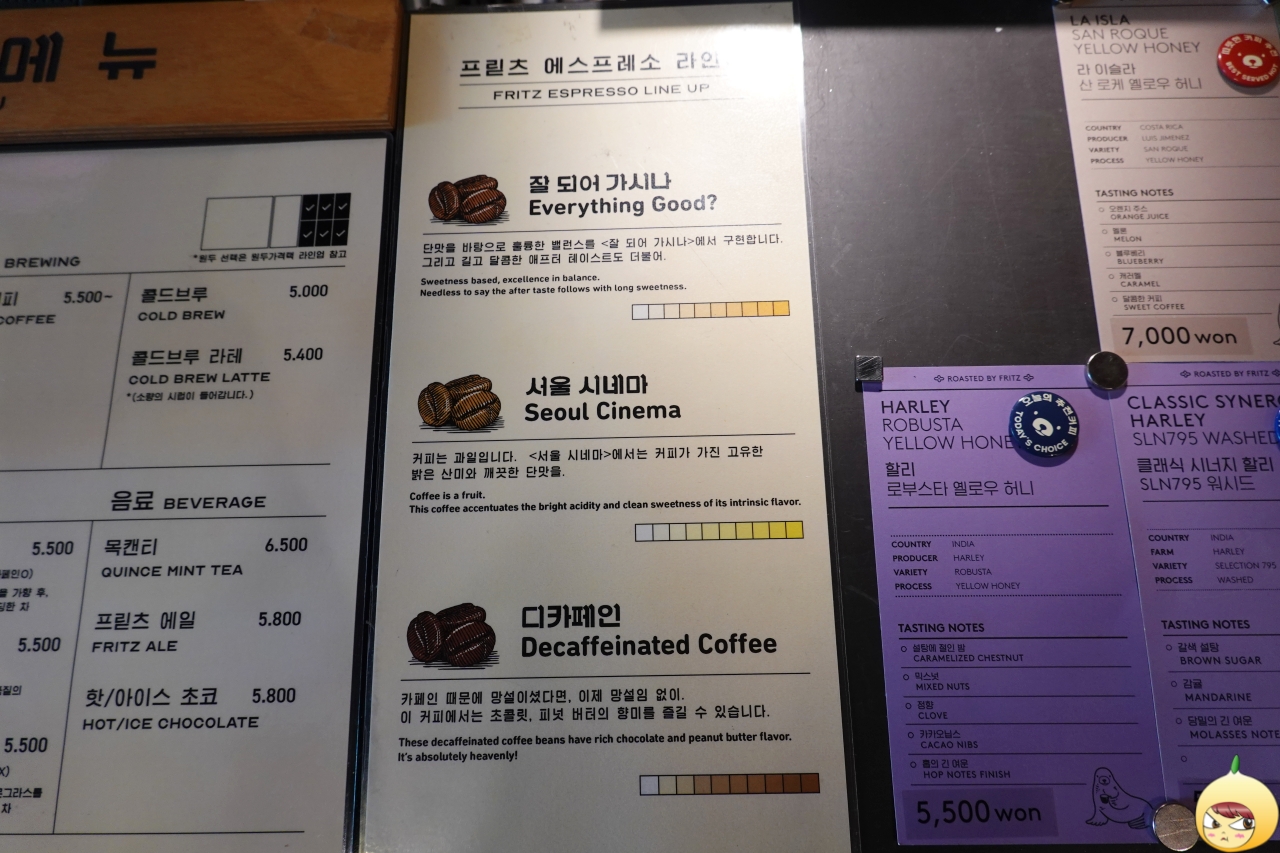 메뉴
BREWING
*원두 선택은 원두가격택 라인업 참고
피 5.500~
COFFEE
콜드브루 5.000
COLD BREW
콜드브루 라테 5.400
COLD BREW LATTE
*(소량의 시럽이 들어갑니다.)
음료 BEVERAGE
5.500
을 가향 후,
5.500
5.500
차
목캔티 6.500
QUINCE MINT TEA
프릳츠 에일 5.800
FRITZ ALE
핫/아이스 초코 5.800
HOT/ICE CHOCOLATE
프릳츠 에스프레소 라인
FRITZ ESPRESSO LINE UP
잘 되어 가시나
Everything Good?
단맛을 바탕으로 훌륭한 밸런스를 <잘 되어 가시나>에서 구현합니다.
그리고 길고 달콤한 애프터 테이스트도 더불어.
Sweetness based, excellence in balance.
Needless to say the after taste follows with long sweetness.
서울 시네마
Seoul Cinema
커피는 과일입니다. <서울 시네마>에서는 커피가 가진 고유한
밝은 산미와 깨끗한 단맛을.
Coffee is a fruit.
This coffee accentuates the bright acidity and clean sweetness of its intrinsic flavor.
디카페인
Decaffeinated Coffee
카페인 때문에 망설이셨다면, 이제 망설임 없이.
이 커피에서는 초콜릿, 피넛 버터의 향미를 즐길 수 있습니다.
These decaffeinated coffee beans have rich chocolate and peanut butter flavor.
It's absolutely heavenly!
LA ISLA
SAN ROQUE
YELLOW HONEY
라 이슬라
산 로케 옐로우 허니
BEST SERVED HOT
COUNTRY COSTA RICA
PRODUCER LUIS JIMENEZ
VARIETY SAN ROQUE
PROCESS YELLOW HONEY
TASTING NOTES
오렌지 주스
ORANGE JUICE
멜론
MELON
블루베리
BLUEBERRY
캐러멜
CARAMEL
달콤한 커피
SWEET COFFEE
7,000 won
ROASTED BY FRITZ
HARLEY
ROBUSTA
YELLOW HONE
할리
로부스타 옐로우 허니
오늘의 추천커피
TODAY'S CHOICE
COUNTRY INDIA
PRODUCER HARLEY
VARIETY ROBUSTA
PROCESS YELLOW HONEY
TASTING NOTES
설탕에 절인 밤
CARAMELIZED CHESTNUT
믹스넛
MIXED NUTS
정향
CLOVE
카카오닙스
CACAO NIBS
홉의 긴 여운
HOP NOTES FINISH
5,500 won
ROASTED BY FRITZ
CLASSIC SYNERG
HARLEY
SLN795 WASHED
클래식 시너지 할리
SLN795 워시드
COUNTRY INDIA
FARM HARLEY
VARIETY SELECTION 795
PROCESS WASHED
TASTING NOTES
갈색 설탕
BROWN SUGAR
감귤
MANDARINE
당밀의 긴 여운
MOLASSES NOTE